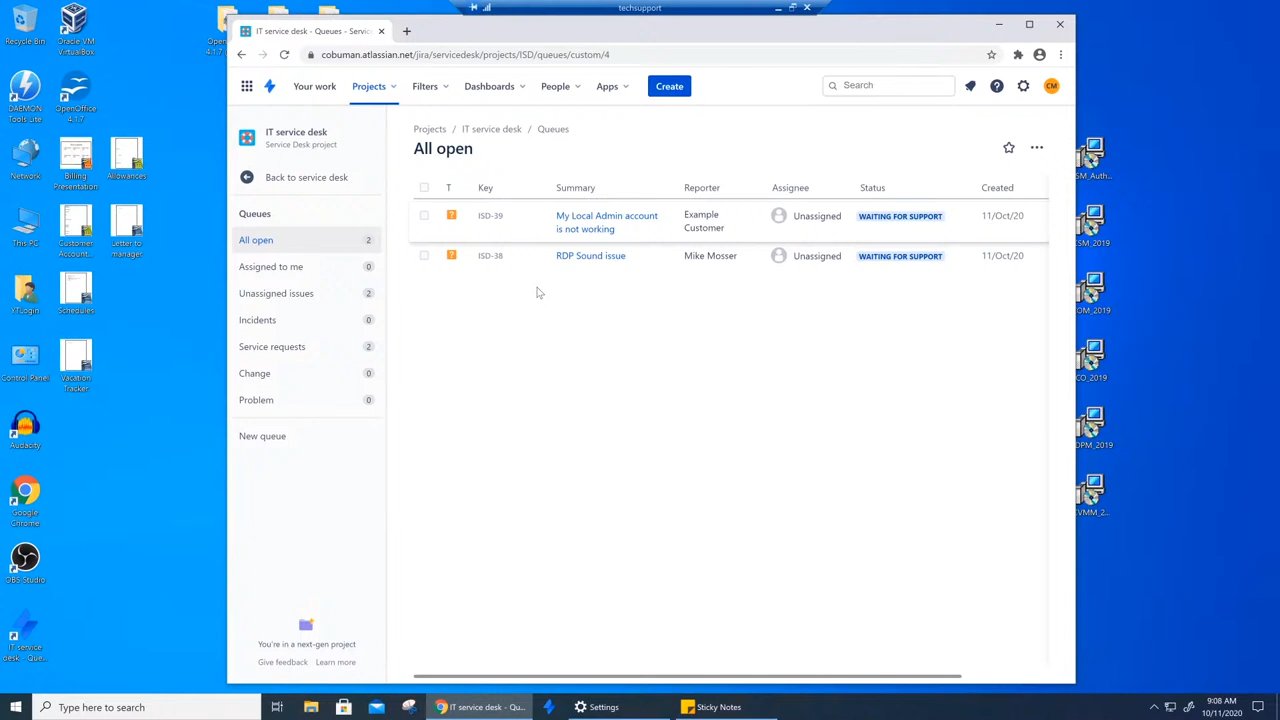 techsupport
Recycle Bin
Oracle VM
VirtualBox
DAEMON
Tools Lite
OpenOffice
4.1.7
Network
Billing
Presentation
Allowances
This PC
Customer
Account...
Letter to
manager
YTLogin
Schedules
Control Panel
Vacation
Tracker
Audacity
Google
Chrome
OBS Studio
IT service
desk - Que...
IT service desk - Queues - Servic
cobuman.atlassian.net/jira/servicedesk/projects/ISD/queues/custom/4
Your work
Projects
Filters
Dashboards
People
Apps
Create
Search
CM
IT service desk
Service Desk project
Back to service desk
Queues
All open 2
Assigned to me 0
Unassigned issues 2
Incidents 0
Service requests 2
Change 0
Problem 0
New queue
You're in a next-gen project
Give feedback Learn more
Projects / IT service desk / Queues
All open
T Key Summary Reporter Assignee Status Created
ISD-39 My Local Admin account is not working Example Customer Unassigned WAITING FOR SUPPORT 11/Oct/20
ISD-38 RDP Sound issue Mike Mosser Unassigned WAITING FOR SUPPORT 11/Oct/20
SM_Auth...
SM_2019
OM_2019
CO_2019
DPM_2019
Type here to search
IT service desk - Qu...
Settings
Sticky Notes
9:08 AM
10/11/2020